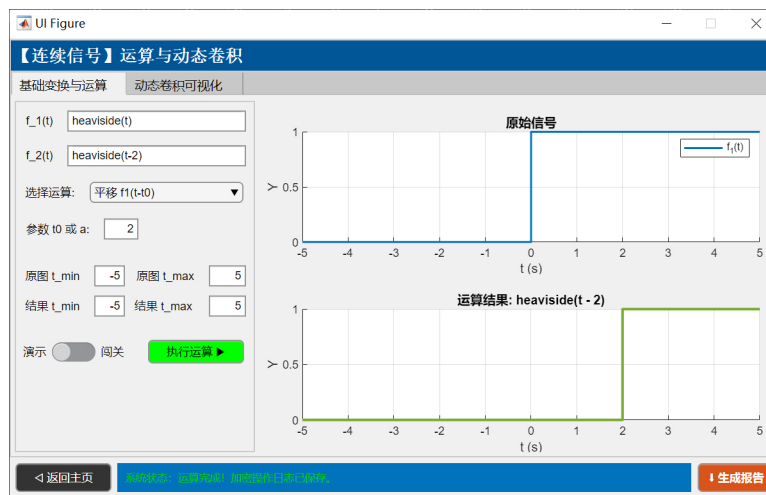 UI Figure
【连续信号】运算与动态卷积
基础变换与运算 动态卷积可视化
f_1(t) heaviside(t)
f_2(t) heaviside(t-2)
选择运算: 平移 f1(t-t0)
参数 t0 或 a: 2
原图 t_min -5 原图 t_max 5
结果 t_min -5 结果 t_max 5
演示 闯关 执行运算▶
原始信号
f1(t)
1
Y 0.5
0
-5 -4 -3 -2 -1 0 1 2 3 4 5
t (s)
运算结果: heaviside(t - 2)
1
Y 0.5
0
-5 -4 -3 -2 -1 0 1 2 3 4 5
t (s)
◁ 返回主页 系统状态：运算完成！加密操作日志已保存。 ⬇生成报告